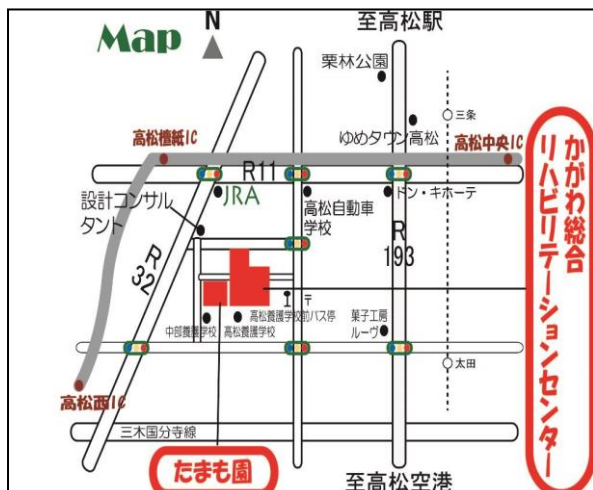 Map
N
至高松駅
栗林公園
三条
ゆめタウン高松
高松檀紙IC
高松中央IC
R11
JRA
高松自動車
学校
ドン・キホーテ
設計コンサル
タント
R
193
R32
かがわ総合
リハビリテーションセンター
〒
高松養護学校前バス停
菓子工房
ルーヴ
中部養護学校
高松養護学校
太田
高松西IC
三木国分寺線
たまも園
至高松空港